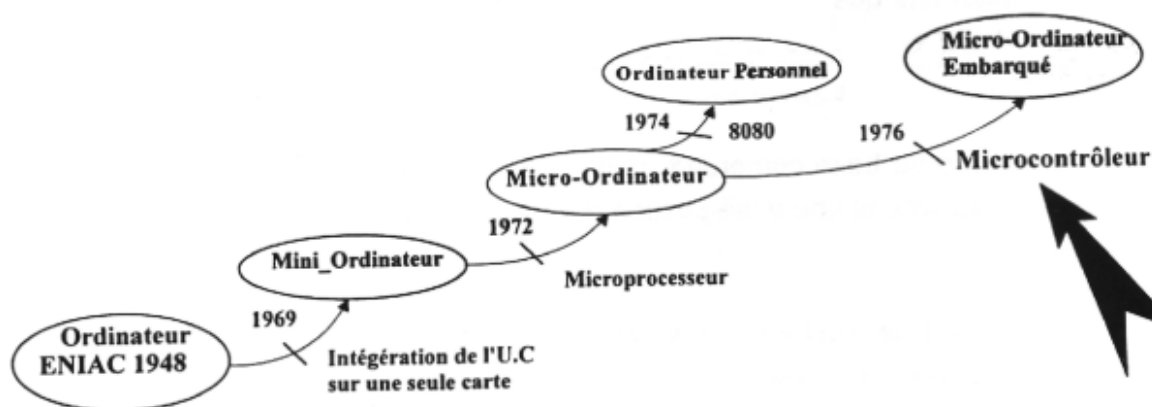 Micro-Ordinateur
Embarqué
Ordinateur Personnel
1974
8080
1976
Microcontrôleur
Micro-Ordinateur
1972
Microprocesseur
Mini_Ordinateur
1969
Intégération de l'U.C
sur une seule carte
Ordinateur
ENIAC 1948